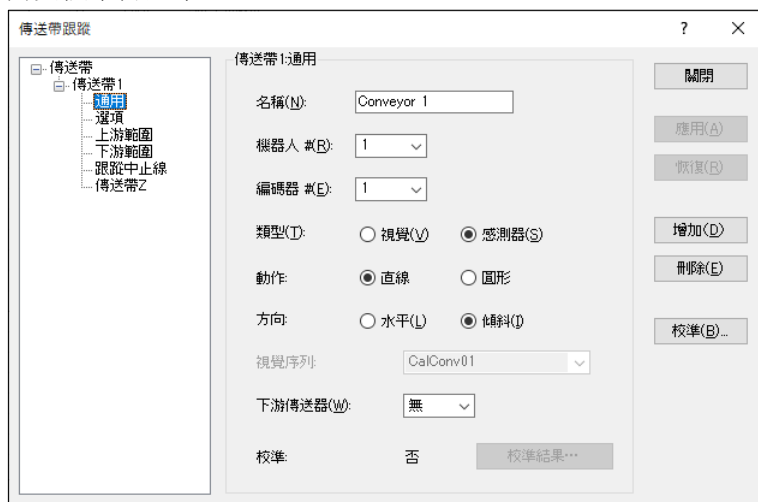 傳送帶跟蹤
?
傳送帶
傳送帶1
通用
選項
上游範圍
下游範圍
跟蹤中止線
傳送帶Z
傳送帶1:通用
名稱(N):
Conveyor 1
機器人 #(R):
1
編碼器 #(E):
1
類型(T):
視覺(V)
感測器(S)
動作:
直線
圓形
方向:
水平(L)
傾斜(I)
視覺序列:
CalConv01
下游傳送器(W):
無
校準:
否
校準結果…
關閉
應用(A)
恢復(R)
增加(D)
刪除(E)
校準(B)...